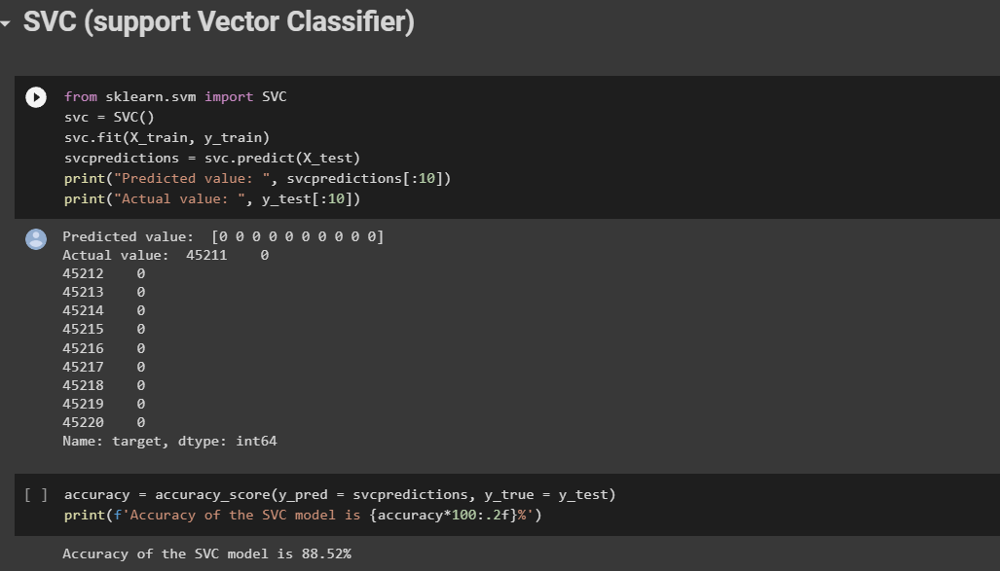 SVC (support Vector Classifier)
from sklearn.svm import SVC
svc = SVC()
svc.fit(X_train, y_train)
svcpredictions = svc.predict(X_test)
print("Predicted value: ", svcpredictions[:10])
print("Actual value: ", y_test[:10])
Predicted value:  [0 0 0 0 0 0 0 0 0 0]
Actual value:  45211    0
45212    0
45213    0
45214    0
45215    0
45216    0
45217    0
45218    0
45219    0
45220    0
Name: target, dtype: int64
[ ] accuracy = accuracy_score(y_pred = svcpredictions, y_true = y_test)
print(f'Accuracy of the SVC model is {accuracy*100:.2f}%')
Accuracy of the SVC model is 88.52%